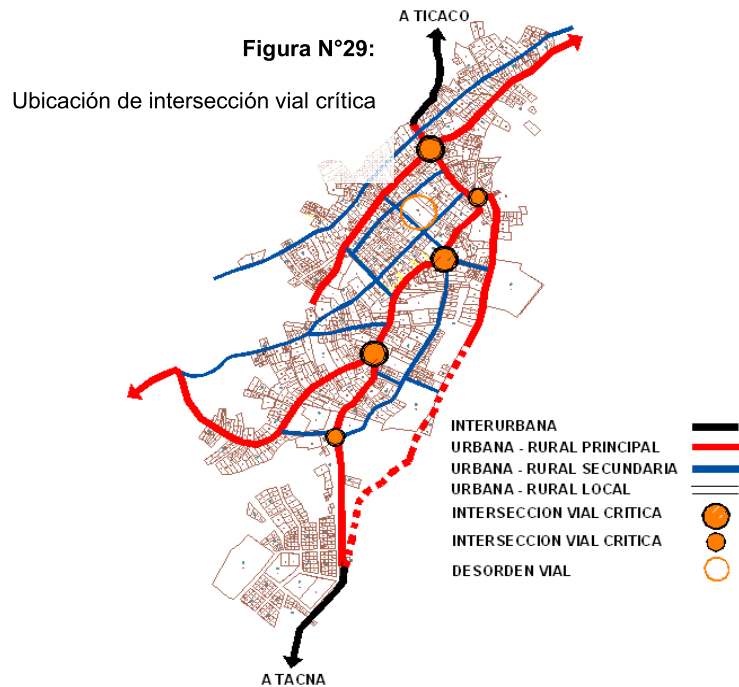 A TICACO
Figura N°29:
Ubicación de intersección vial crítica
INTERURBANA
URBANA - RURAL PRINCIPAL
URBANA - RURAL SECUNDARIA
URBANA - RURAL LOCAL
INTERSECCION VIAL CRITICA
INTERSECCION VIAL CRITICA
DESORDEN VIAL
A TACNA